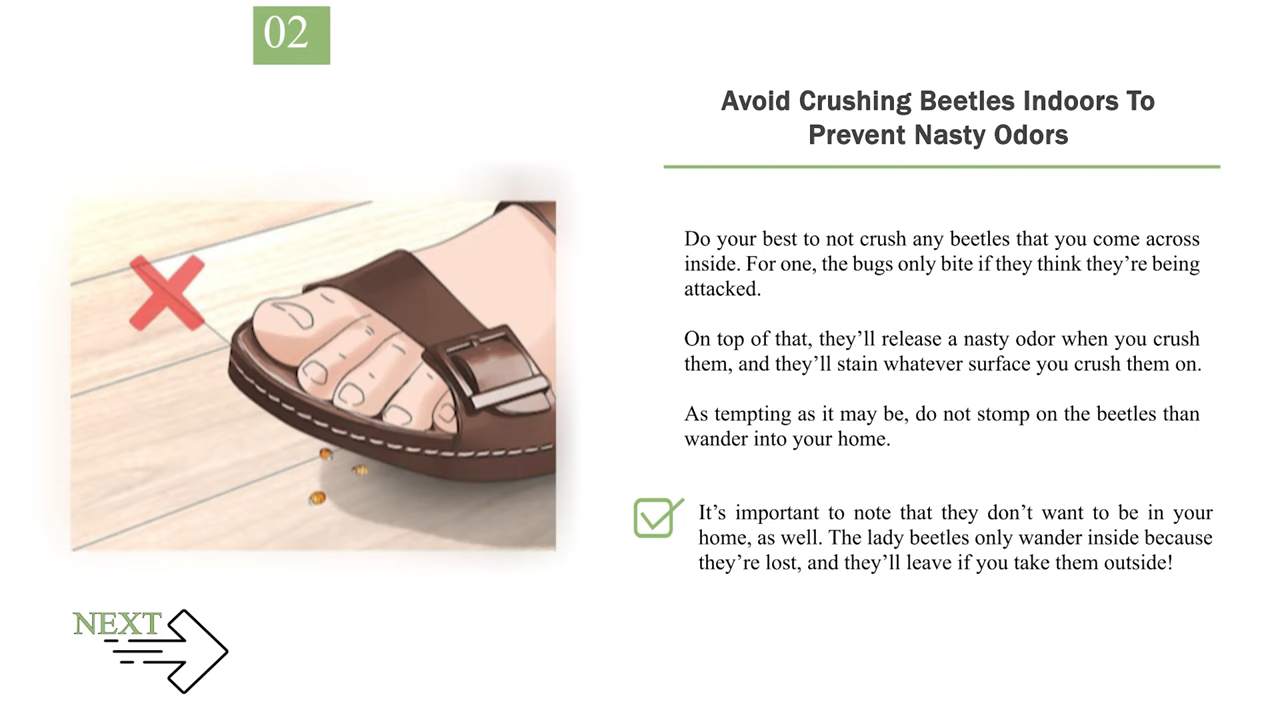 02
Avoid Crushing Beetles Indoors To
Prevent Nasty Odors
Do your best to not crush any beetles that you come across
inside. For one, the bugs only bite if they think they’re being
attacked.
On top of that, they’ll release a nasty odor when you crush
them, and they’ll stain whatever surface you crush them on.
As tempting as it may be, do not stomp on the beetles than
wander into your home.
It’s important to note that they don’t want to be in your
home, as well. The lady beetles only wander inside because
they’re lost, and they’ll leave if you take them outside!
NEXT